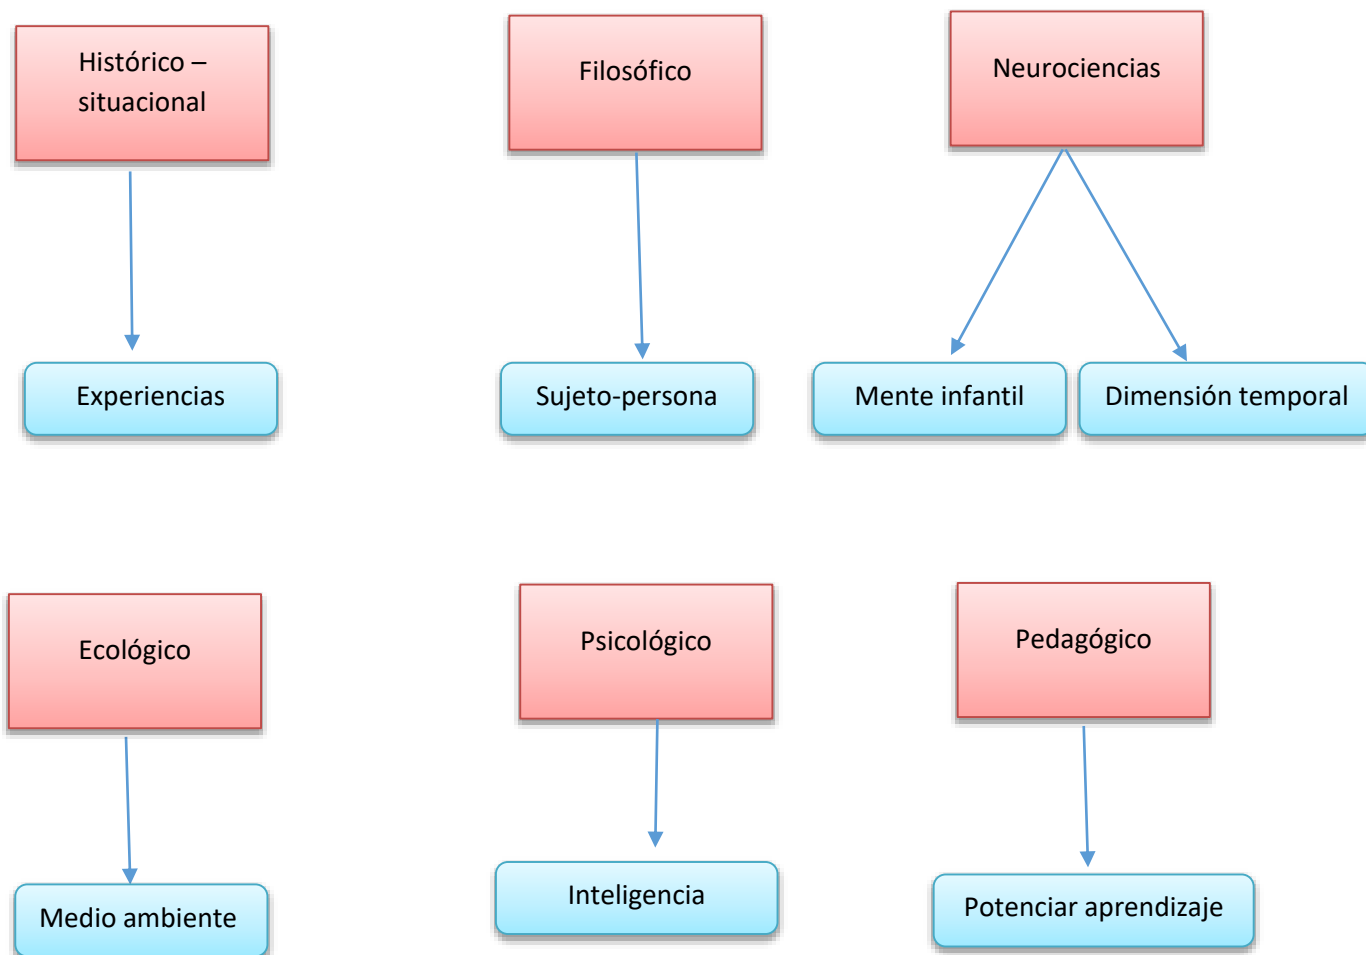 Histórico –
situacional
Filosófico
Neurociencias
Experiencias
Sujeto-persona
Mente infantil
Dimensión temporal
Ecológico
Psicológico
Pedagógico
Medio ambiente
Inteligencia
Potenciar aprendizaje